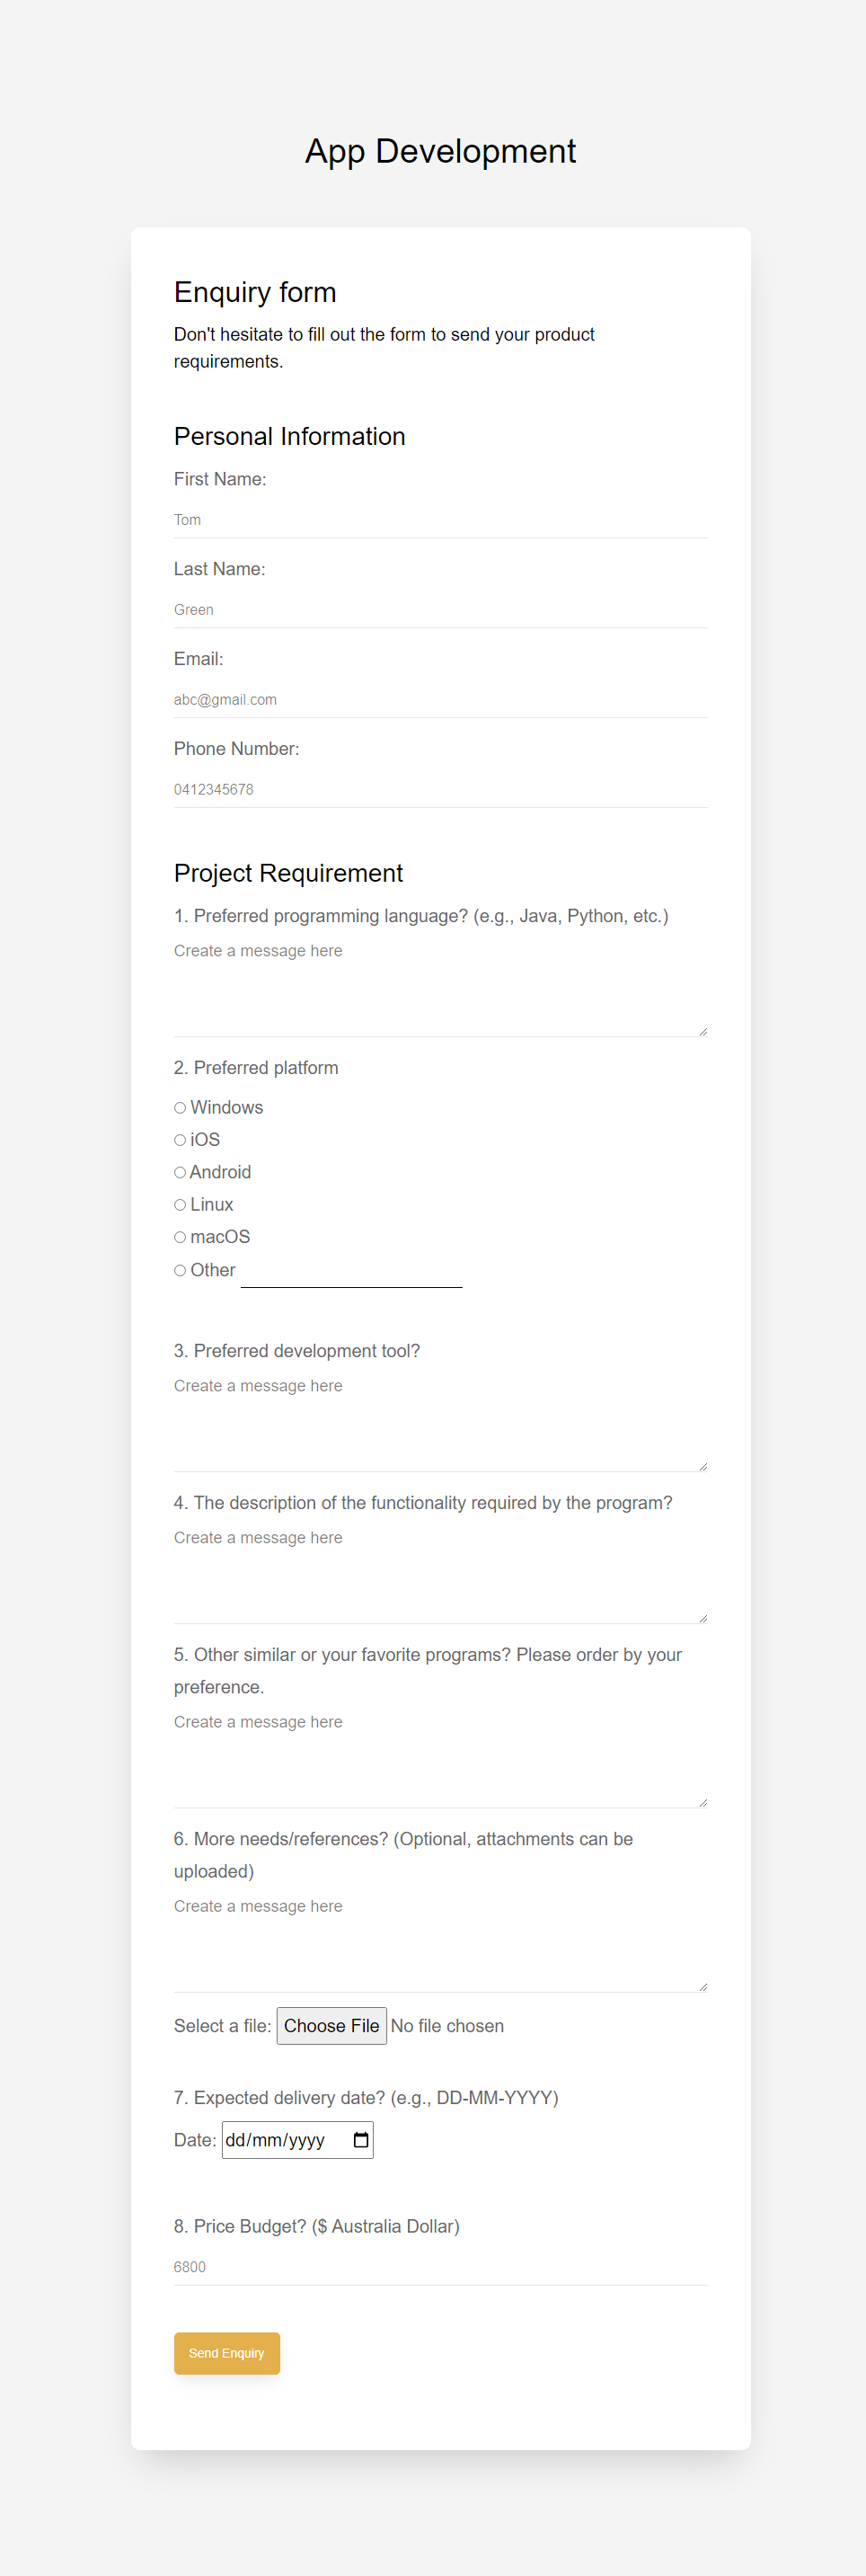 App Development
Enquiry form
Don't hesitate to fill out the form to send your product
requirements.
Personal Information
First Name:
Tom
Last Name:
Green
Email:
abc@gmail.com
Phone Number:
0412345678
Project Requirement
1. Preferred programming language? (e.g., Java, Python, etc.)
Create a message here
2. Preferred platform
Windows
iOS
Android
Linux
macOS
Other
3. Preferred development tool?
Create a message here
4. The description of the functionality required by the program?
Create a message here
5. Other similar or your favorite programs? Please order by your
preference.
Create a message here
6. More needs/references? (Optional, attachments can be
uploaded)
Create a message here
Select a file: Choose File No file chosen
7. Expected delivery date? (e.g., DD-MM-YYYY)
Date: dd/mm/yyyy
8. Price Budget? ($ Australia Dollar)
6800
Send Enquiry